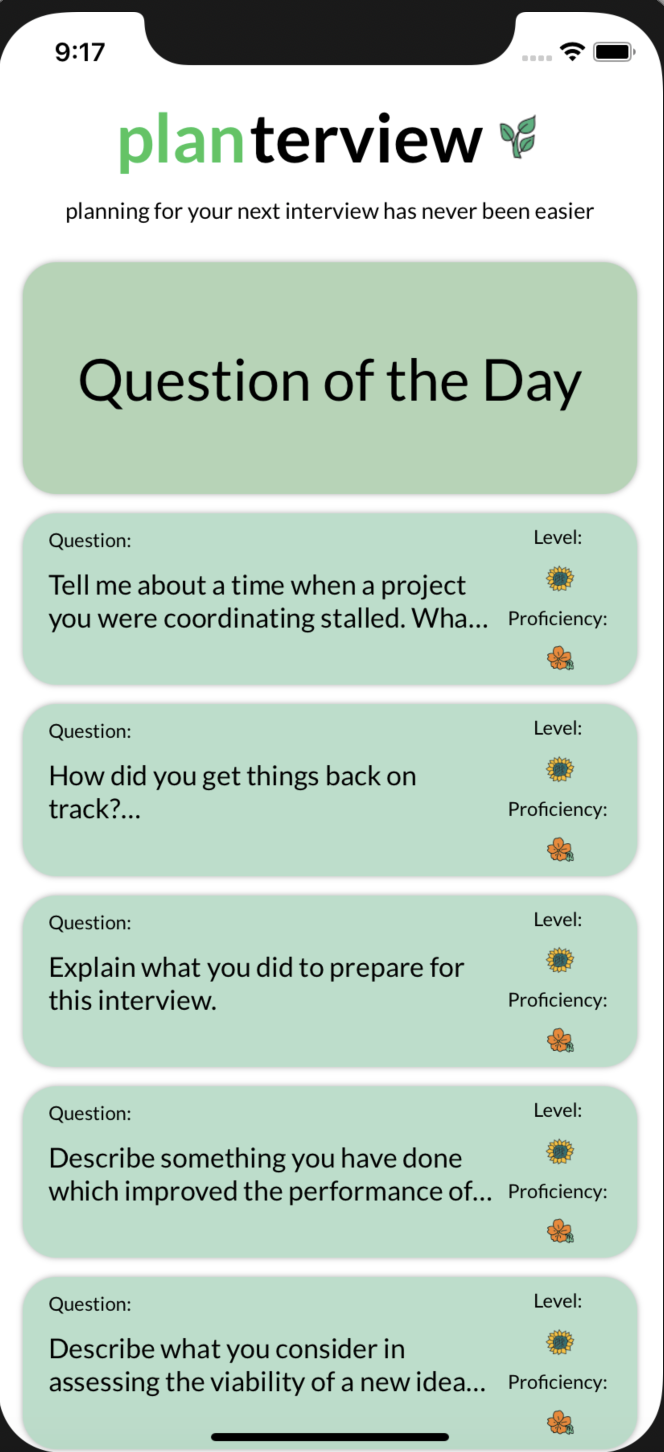 9:17
planterview
planning for your next interview has never been easier
Question of the Day
Question:
Tell me about a time when a project
you were coordinating stalled. Wha...
Level:
Proficiency:
Question:
How did you get things back on
track?...
Level:
Proficiency:
Question:
Explain what you did to prepare for
this interview.
Level:
Proficiency:
Question:
Describe something you have done
which improved the performance of...
Level:
Proficiency:
Question:
Describe what you consider in
assessing the viability of a new idea...
Level:
Proficiency: